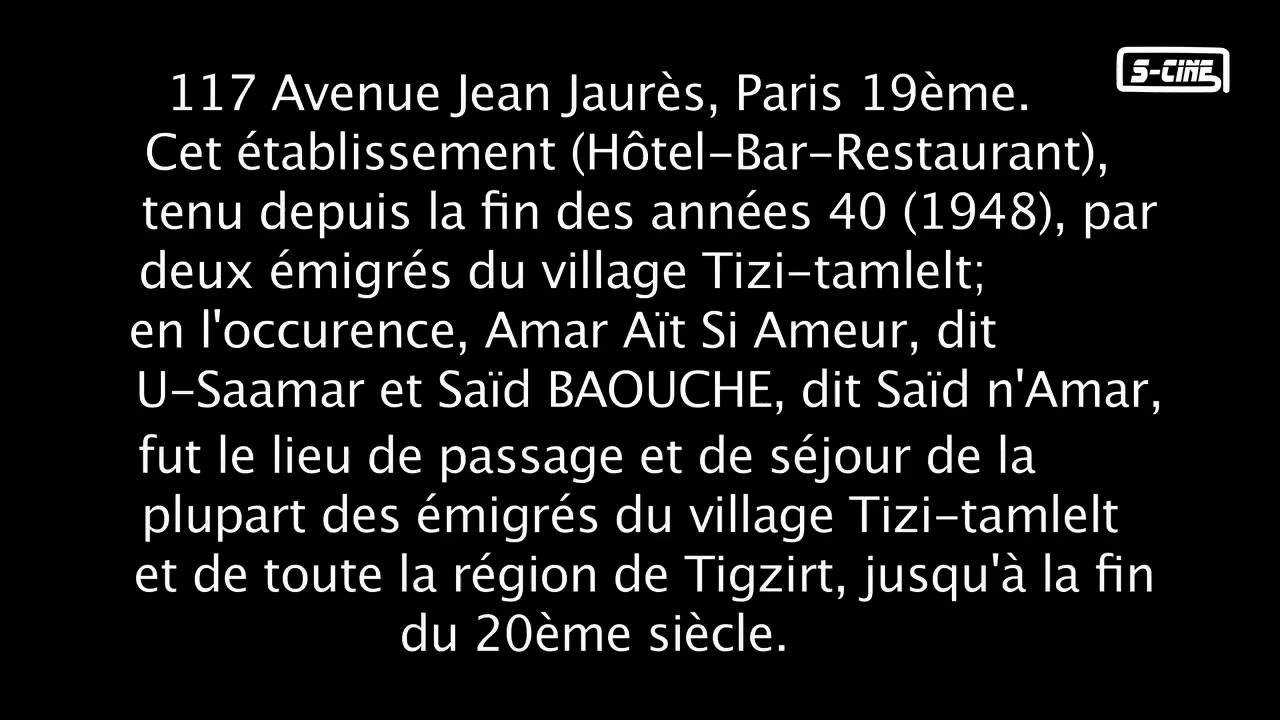 117 Avenue Jean Jaurès, Paris 19ème.
S-CINE
Cet établissement (Hôtel-Bar-Restaurant),
tenu depuis la fin des années 40 (1948), par
deux émigrés du village Tizi-tamlelt;
en l'occurence, Amar Aït Si Ameur, dit
U-Saamar et Saïd BAOUCHE, dit Saïd n'Amar,
fut le lieu de passage et de séjour de la
plupart des émigrés du village Tizi-tamlelt
et de toute la région de Tigzirt, jusqu'à la fin
du 20ème siècle.